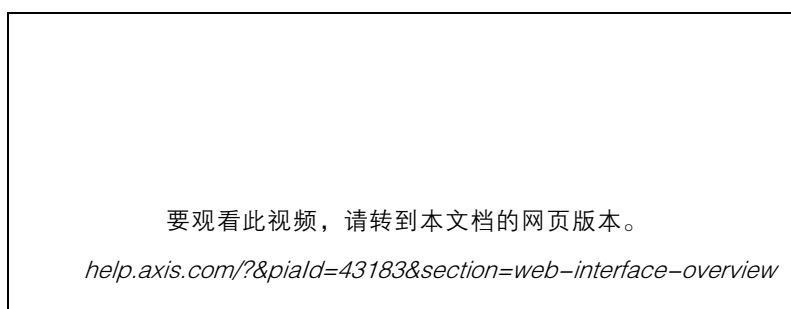 要观看此视频，请转到本文档的网页版本。
help.axis.com/?&piaId=43183&section=web-interface-overview